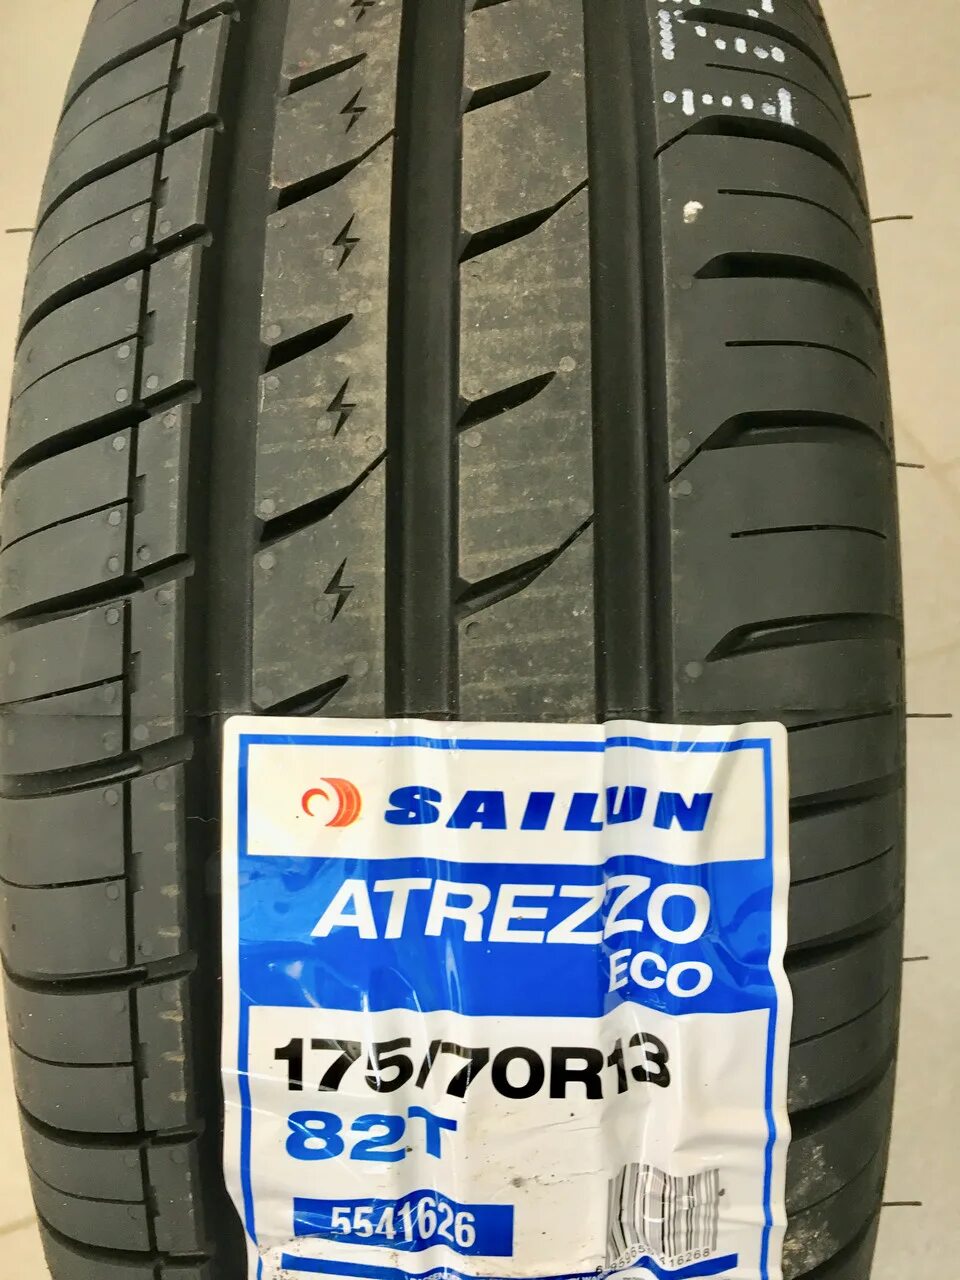 SAILUN
ATREZZO
ECO
175/70R13
82T
5541626